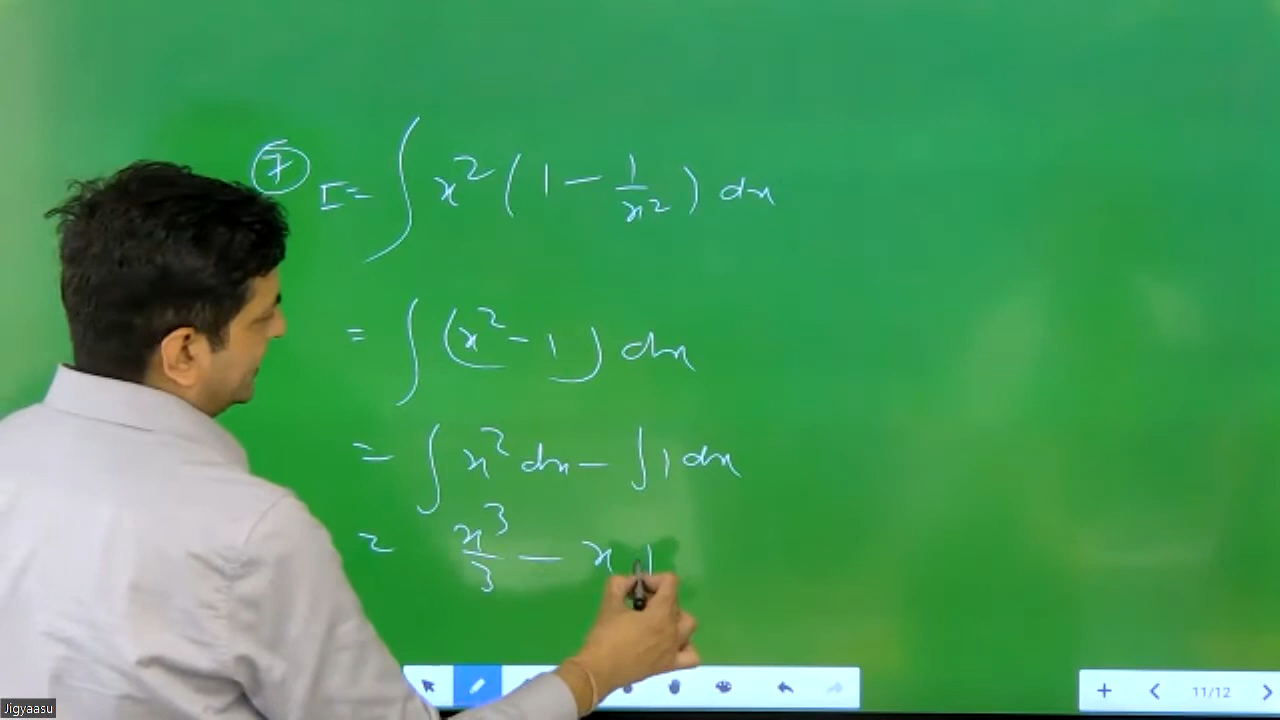 ⑦ I = ∫ x² (1 − 1/x²) dx
= ∫ (x² − 1) dx
= ∫ x² dx − ∫ 1 dx
= x³/3 − x
11/12
Jigyaasu